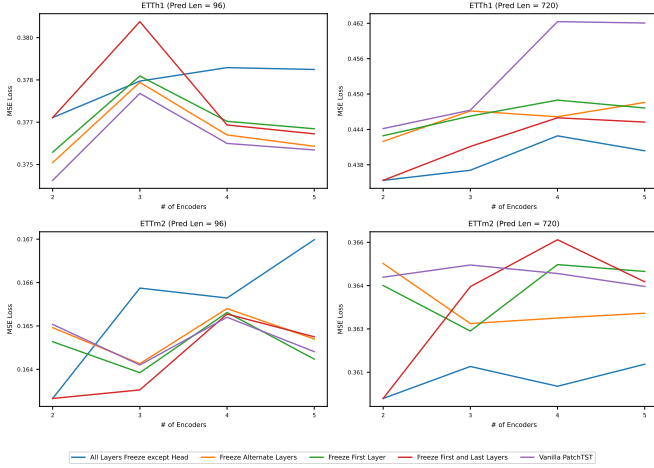 ETTh1 (Pred Len = 96)
0.380
0.378
0.377
0.375
MSE Loss
2 3 4 5
# of Encoders
ETTh1 (Pred Len = 720)
0.462
0.456
0.450
0.444
0.438
MSE Loss
2 3 4 5
# of Encoders
ETTm2 (Pred Len = 96)
0.167
0.166
0.165
0.164
MSE Loss
2 3 4 5
# of Encoders
ETTm2 (Pred Len = 720)
0.366
0.364
0.363
0.361
MSE Loss
2 3 4 5
# of Encoders
All Layers Freeze except Head Freeze Alternate Layers Freeze First Layer Freeze First and Last Layers Vanilla PatchTST